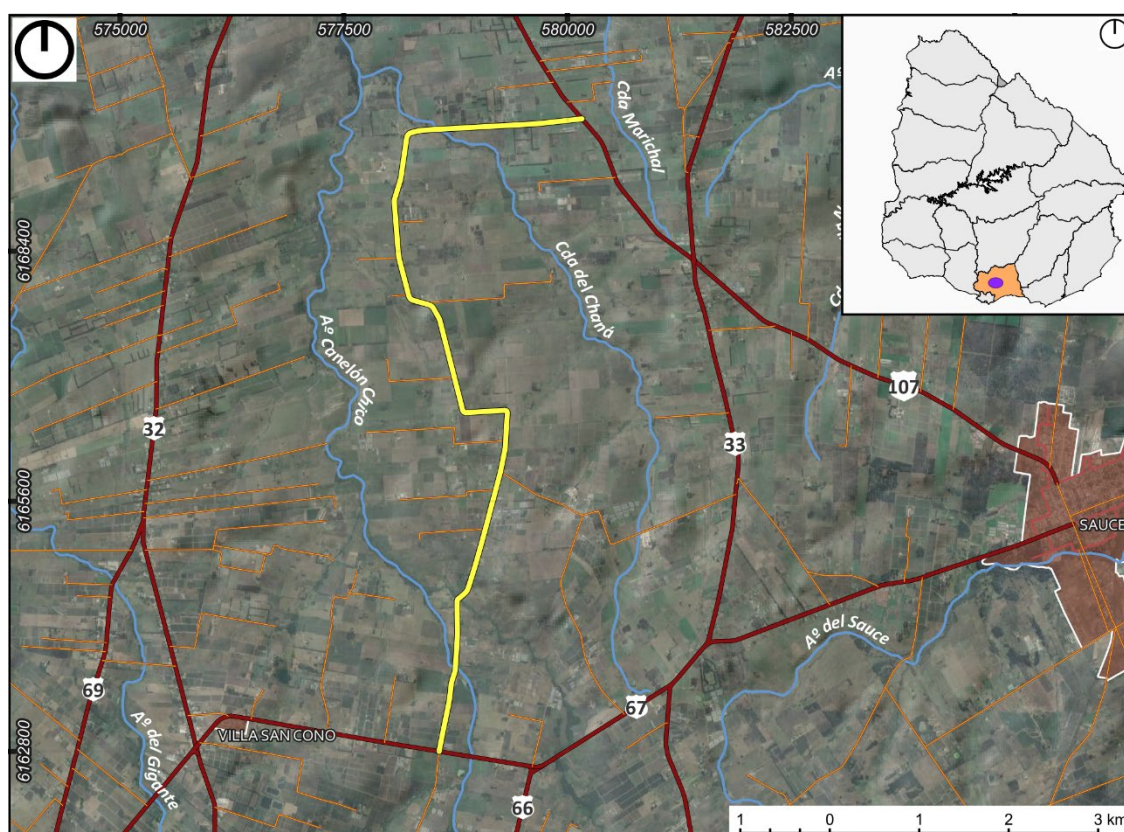 575000
577500
580000
582500
Cda Marichal
Aº
6168400
Cda del Chaná
Aº Canelón Chico
107
32
33
6165600
SAUCE
Aº del Sauce
69
67
VILLA SAN CONO
Aº del Gigante
6162800
66
1 0 1 2 3 km